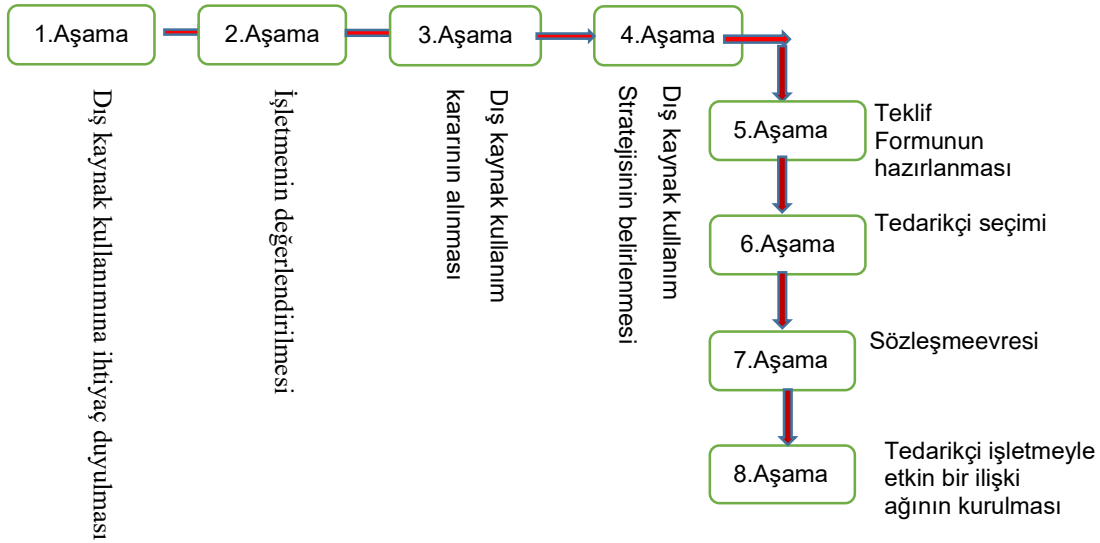 1.Aşama
2.Aşama
3.Aşama
4.Aşama
Dış kaynak kullanımına ihtiyaç duyulması
İşletmenin değerlendirilmesi
Dış kaynak kullanım
kararının alınması
Dış kaynak kullanım
Stratejisinin belirlenmesi
5.Aşama
Teklif
Formunun
hazırlanması
6.Aşama
Tedarikçi seçimi
7.Aşama
Sözleşmeevresi
8.Aşama
Tedarikçi işletmeyle
etkin bir ilişki
ağının kurulması